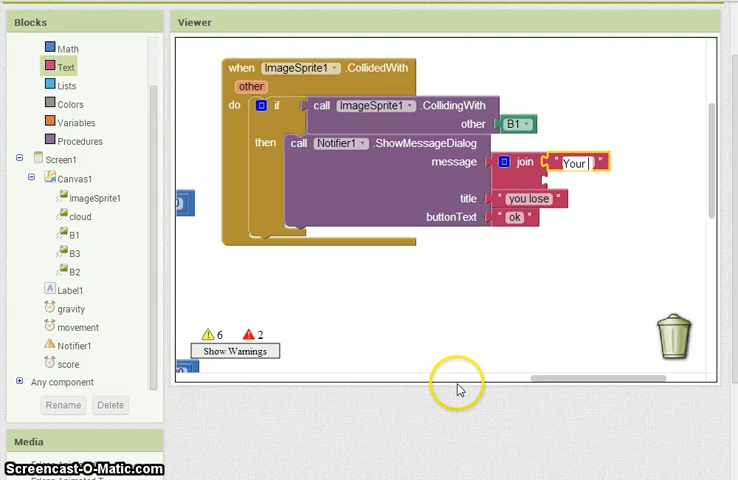 Blocks
Math
Text
Lists
Colors
Variables
Procedures
Screen1
Canvas1
ImageSprite1
cloud
B1
B3
B2
Label1
gravity
movement
Notifier1
score
Any component
Rename Delete
Media
Screencast-O-Matic.com
Viewer
when ImageSprite1 .CollidedWith
other
do if call ImageSprite1 .CollidingWith
other B1
then call Notifier1 .ShowMessageDialog
message join " Your "
title " you lose "
buttonText " ok "
6 2
Show Warnings